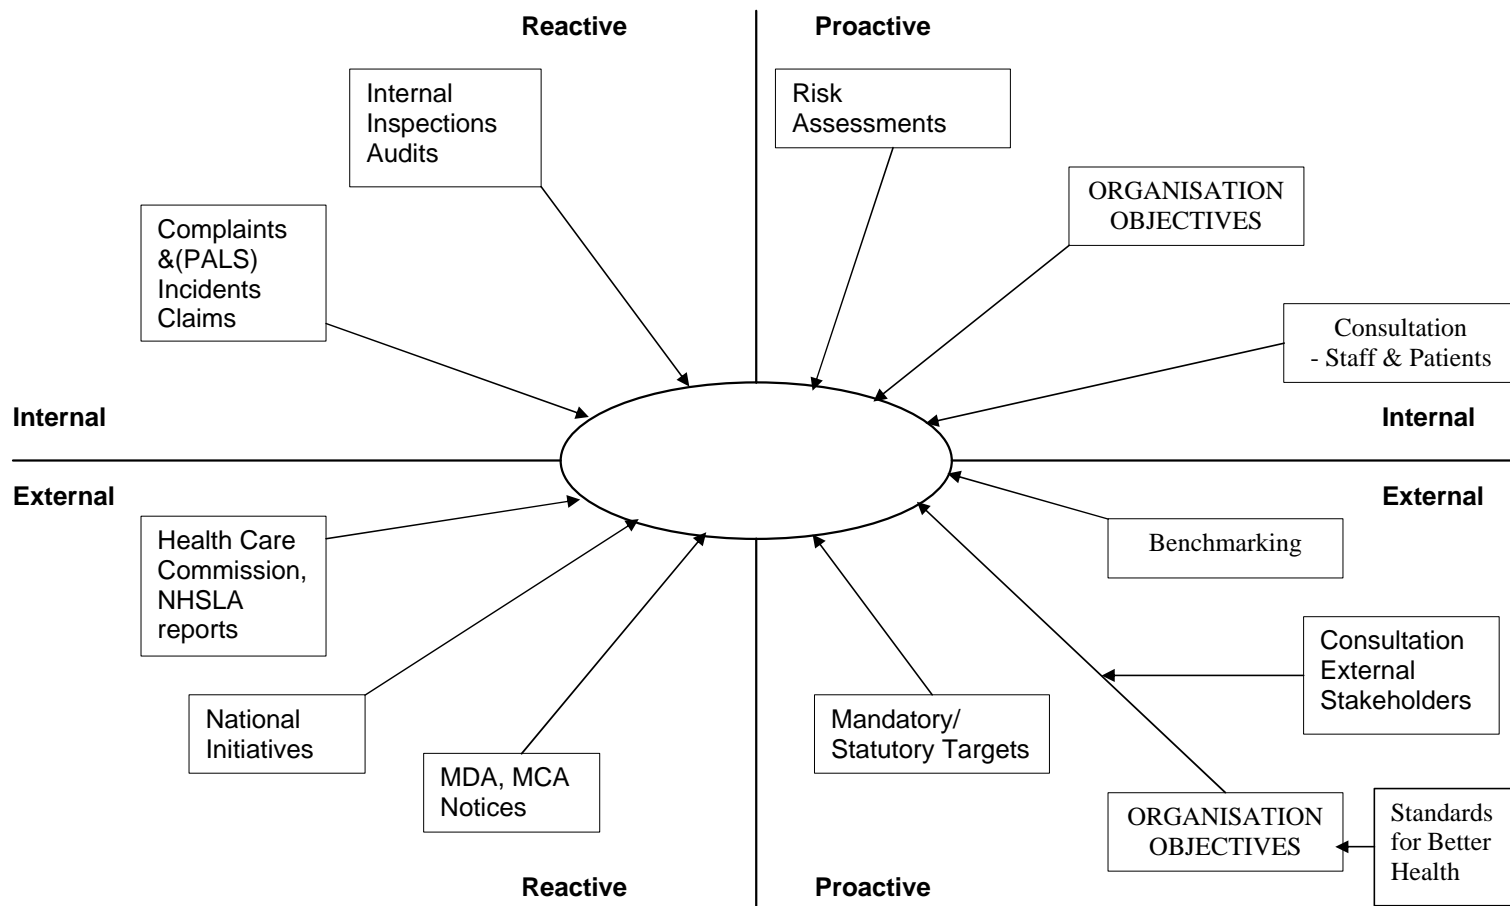 Reactive
Proactive
Internal
Inspections
Audits
Risk
Assessments
ORGANISATION
OBJECTIVES
Complaints
&(PALS)
Incidents
Claims
Consultation
- Staff & Patients
Internal
Internal
External
External
Health Care
Commission,
NHSLA
reports
Benchmarking
Consultation
External
Stakeholders
National
Initiatives
Mandatory/
Statutory Targets
MDA, MCA
Notices
ORGANISATION
OBJECTIVES
Standards
for Better
Health
Reactive
Proactive